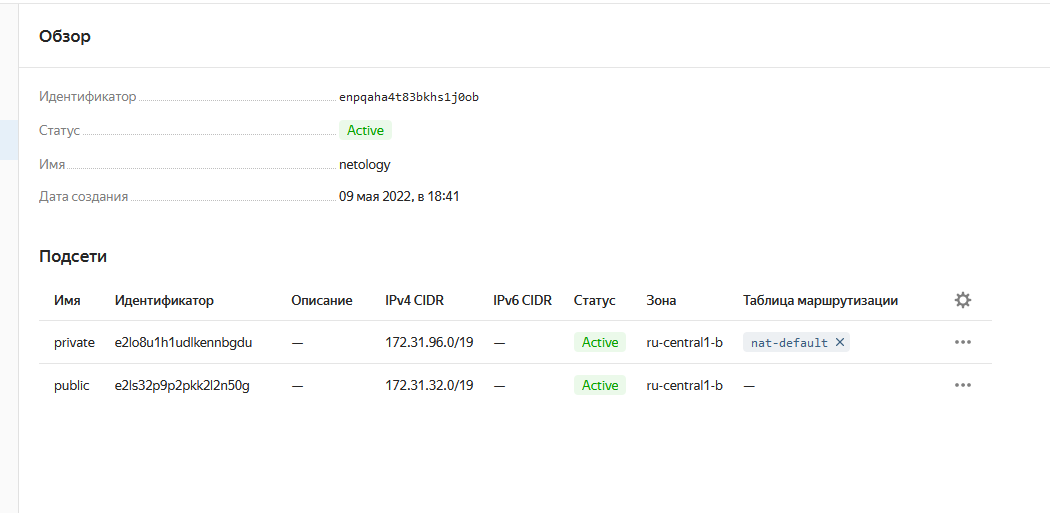 Обзор
Идентификатор enpqaha4t83bkhs1j0ob
Статус Active
Имя netology
Дата создания 09 мая 2022, в 18:41
Подсети
Имя Идентификатор Описание IPv4 CIDR IPv6 CIDR Статус Зона Таблица маршрутизации
private e2lo8u1h1udlkennbgdu — 172.31.96.0/19 — Active ru-central1-b nat-default ×
public e2ls32p9p2pkk2l2n50g — 172.31.32.0/19 — Active ru-central1-b —